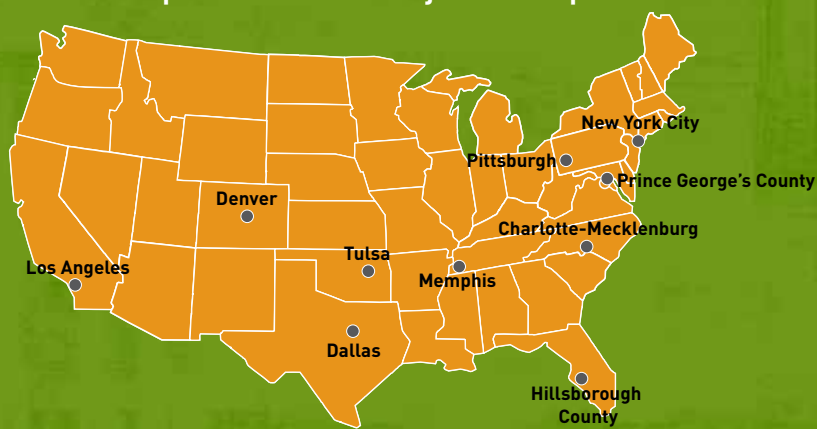 New York City
Pittsburgh
Prince George's County
Denver
Charlotte-Mecklenburg
Tulsa
Los Angeles
Memphis
Dallas
Hillsborough
County